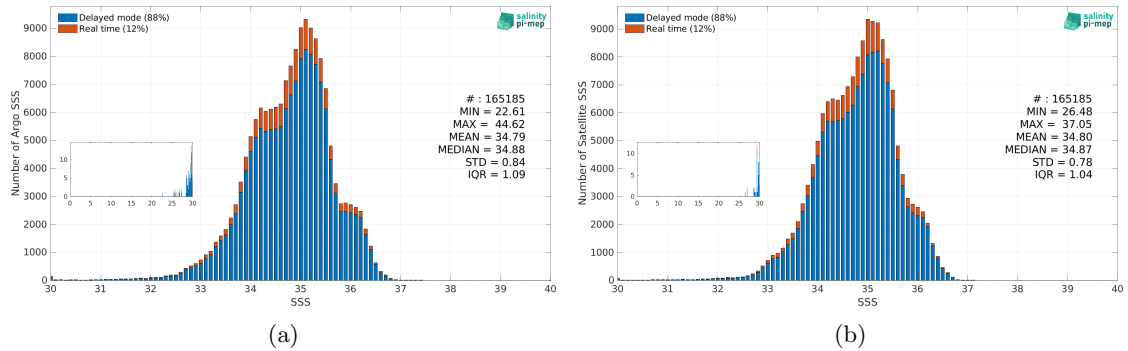 Delayed mode (88%)
Real time (12%)
salinity
pi-mep
Number of Argo SSS
9000
8000
7000
6000
5000
4000
3000
2000
1000
0
# : 165185
MIN = 22.61
MAX = 44.62
MEAN = 34.79
MEDIAN = 34.88
STD = 0.84
IQR = 1.09
10
5
0
0 5 10 15 20 25 30
30 31 32 33 34 35 36 37 38 39 40
SSS
(a)
Delayed mode (88%)
Real time (12%)
salinity
pi-mep
Number of Satellite SSS
9000
8000
7000
6000
5000
4000
3000
2000
1000
0
# : 165185
MIN = 26.48
MAX = 37.05
MEAN = 34.80
MEDIAN = 34.87
STD = 0.78
IQR = 1.04
10
5
0
0 5 10 15 20 25 30
30 31 32 33 34 35 36 37 38 39 40
SSS
(b)